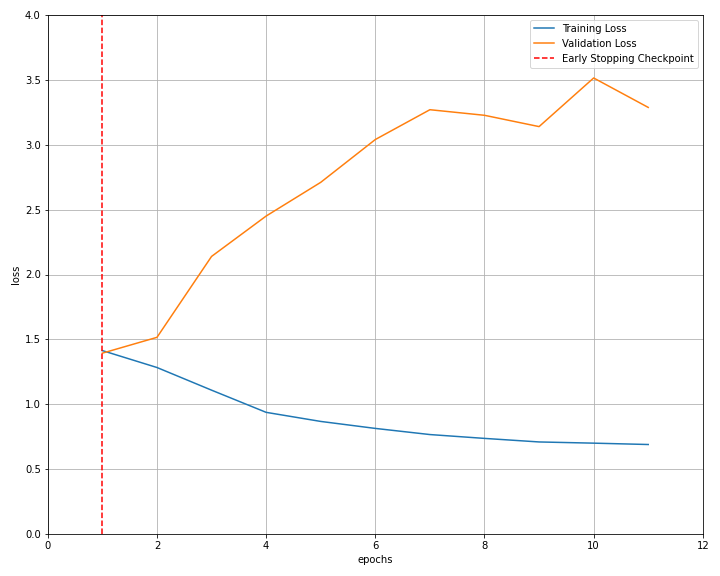 4.0
3.5
3.0
2.5
2.0
1.5
1.0
0.5
0.0
loss
0 2 4 6 8 10 12
epochs
Training Loss
Validation Loss
Early Stopping Checkpoint